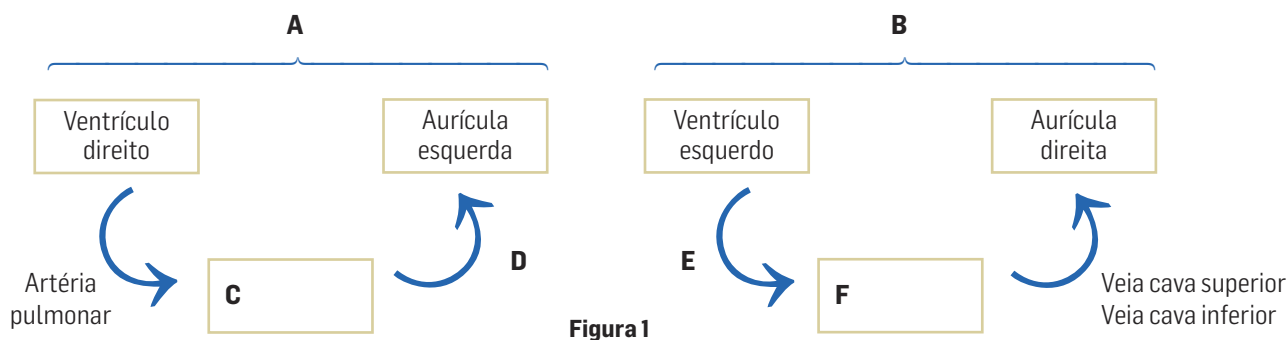 A
B
Ventrículo
direito
Aurícula
esquerda
Ventrículo
esquerdo
Aurícula
direita
Artéria
pulmonar
C
D
E
F
Veia cava superior
Veia cava inferior
Figura 1